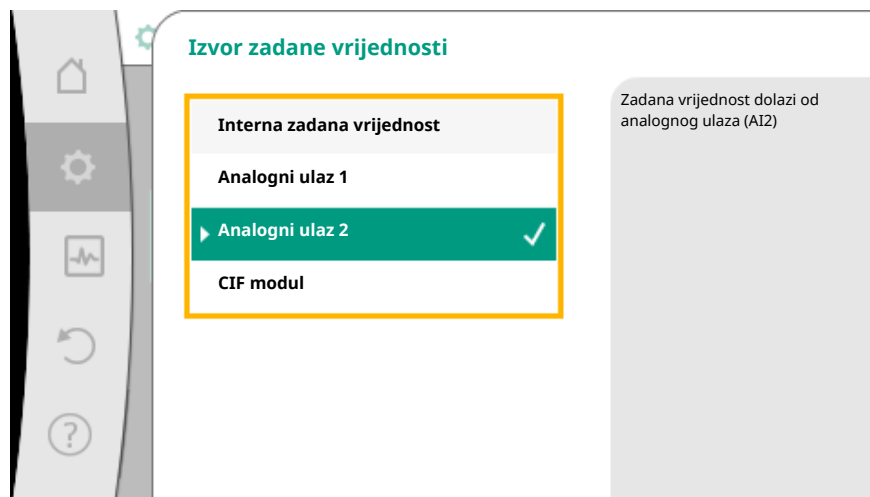 Izvor zadane vrijednosti
Interna zadana vrijednost
Analogni ulaz 1
Analogni ulaz 2
CIF modul
Zadana vrijednost dolazi od
analognog ulaza (AI2)
?